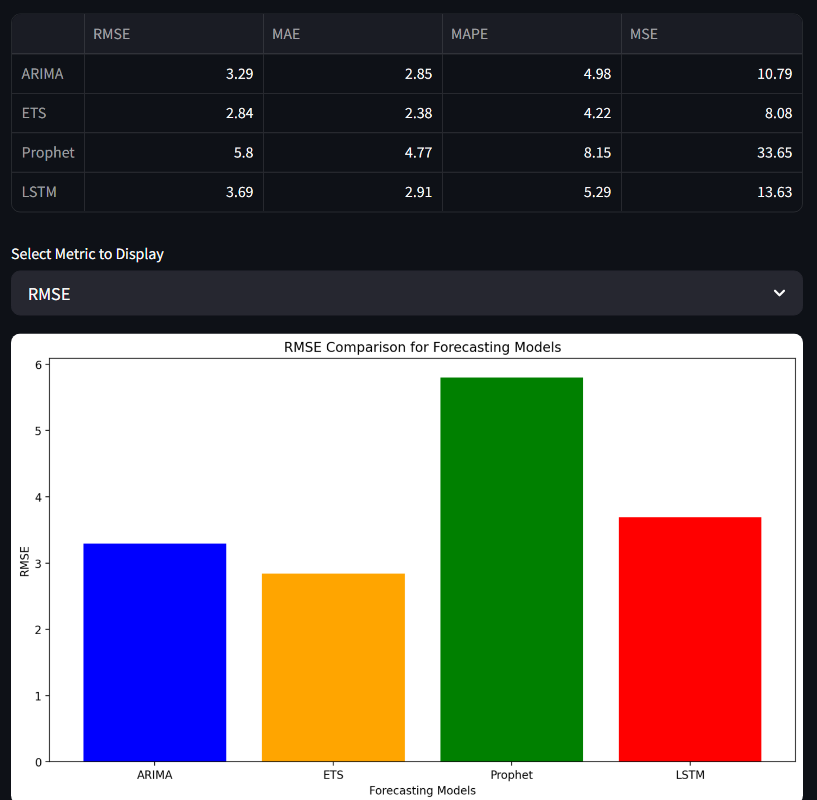 RMSE MAE MAPE MSE
ARIMA 3.29 2.85 4.98 10.79
ETS 2.84 2.38 4.22 8.08
Prophet 5.8 4.77 8.15 33.65
LSTM 3.69 2.91 5.29 13.63
Select Metric to Display
RMSE
RMSE Comparison for Forecasting Models
6
5
4
3
2
1
0
RMSE
ARIMA ETS Prophet LSTM
Forecasting Models